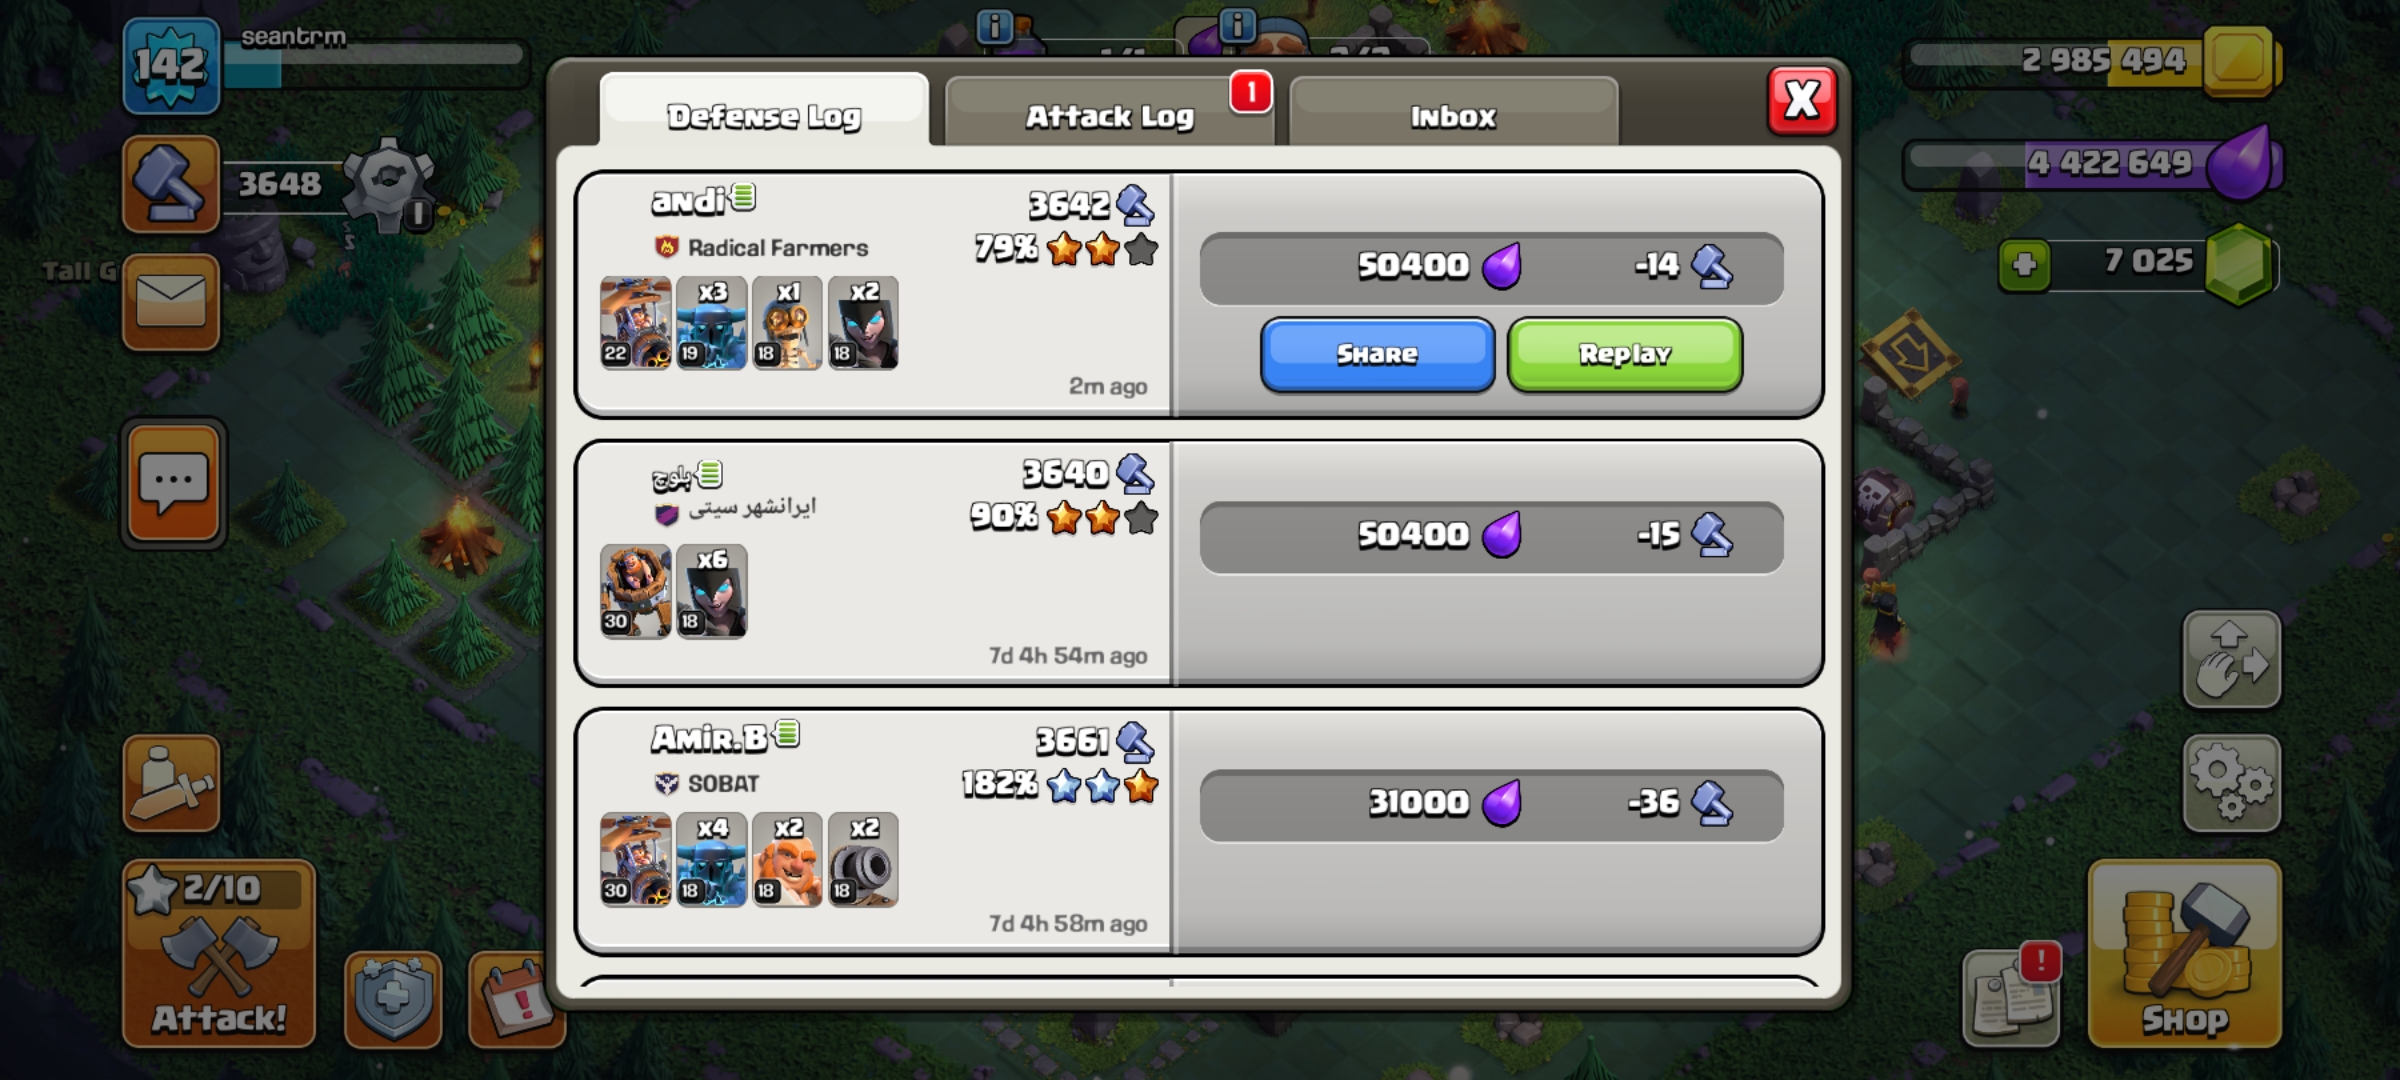 142
seantrm
3648
I
Tall G
2/10
Attack!
Defense Log
Attack Log
1
Inbox
X
andi
3642
Radical Farmers
79%
22
x3
19
x1
18
x2
18
2m ago
50400
-14
Share
Replay
بلوچ
3640
ایرانشهر سیتی
90%
30
x6
18
7d 4h 54m ago
50400
-15
Amir.B
3661
SOBAT
182%
30
x4
18
x2
18
x2
18
7d 4h 58m ago
31000
-36
2 985 494
4 422 649
7 025
Shop